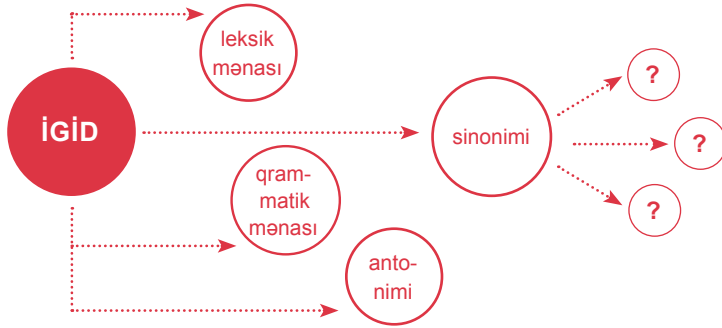 leksik
mənası
İGİD
sinonimi
?
?
?
qram-
matik
mənası
anto-
nimi